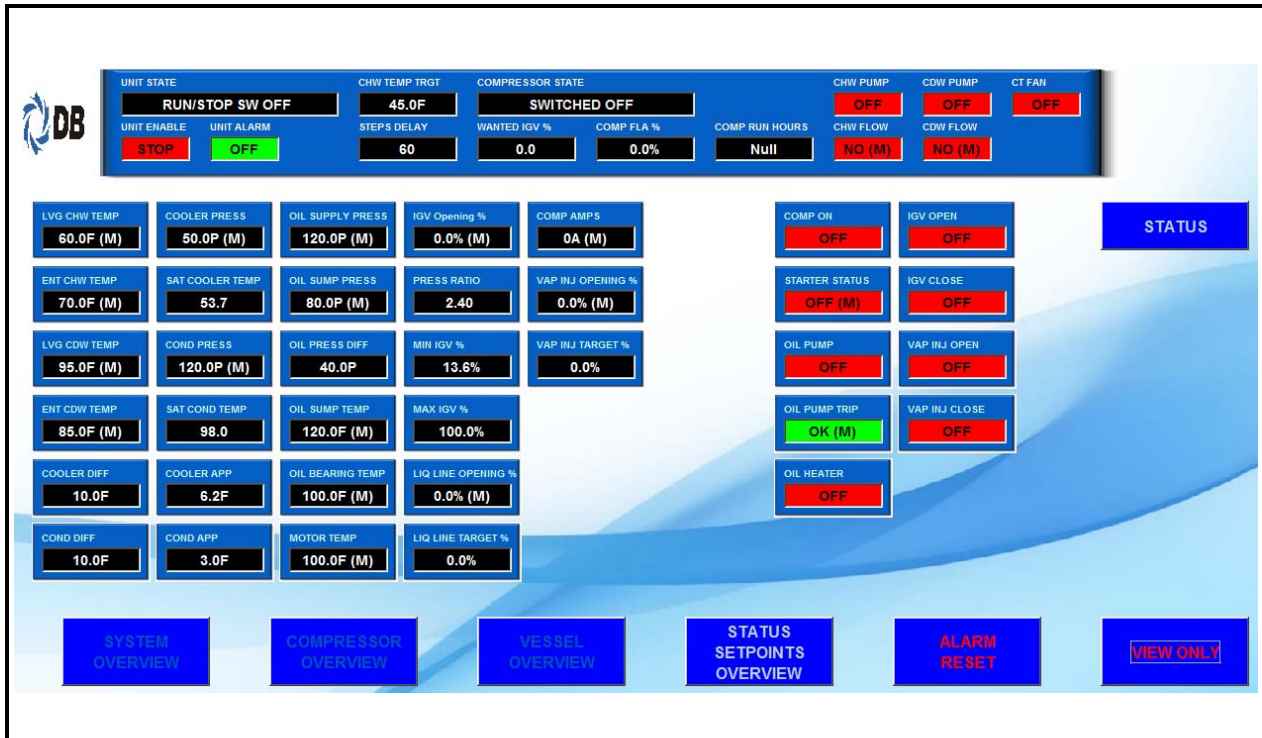 DB
UNIT STATE
RUN/STOP SW OFF
CHW TEMP TRGT
45.0F
COMPRESSOR STATE
SWITCHED OFF
CHW PUMP
OFF
CDW PUMP
OFF
CT FAN
OFF
UNIT ENABLE
STOP
UNIT ALARM
OFF
STEPS DELAY
60
WANTED IGV %
0.0
COMP FLA %
0.0%
COMP RUN HOURS
Null
CHW FLOW
NO (M)
CDW FLOW
NO (M)
LVG CHW TEMP
60.0F (M)
COOLER PRESS
50.0P (M)
OIL SUPPLY PRESS
120.0P (M)
IGV Opening %
0.0% (M)
COMP AMPS
0A (M)
COMP ON
OFF
IGV OPEN
OFF
STATUS
ENT CHW TEMP
70.0F (M)
SAT COOLER TEMP
53.7
OIL SUMP PRESS
80.0P (M)
PRESS RATIO
2.40
VAP INJ OPENING %
0.0% (M)
STARTER STATUS
OFF (M)
IGV CLOSE
OFF
LVG CDW TEMP
95.0F (M)
COND PRESS
120.0P (M)
OIL PRESS DIFF
40.0P
MIN IGV %
13.6%
VAP INJ TARGET %
0.0%
OIL PUMP
OFF
VAP INJ OPEN
OFF
ENT CDW TEMP
85.0F (M)
SAT COND TEMP
98.0
OIL SUMP TEMP
120.0F (M)
MAX IGV %
100.0%
OIL PUMP TRIP
OK (M)
VAP INJ CLOSE
OFF
COOLER DIFF
10.0F
COOLER APP
6.2F
OIL BEARING TEMP
100.0F (M)
LIQ LINE OPENING %
0.0% (M)
OIL HEATER
OFF
COND DIFF
10.0F
COND APP
3.0F
MOTOR TEMP
100.0F (M)
LIQ LINE TARGET %
0.0%
SYSTEM
OVERVIEW
COMPRESSOR
OVERVIEW
VESSEL
OVERVIEW
STATUS
SETPOINTS
OVERVIEW
ALARM
RESET
VIEW ONLY